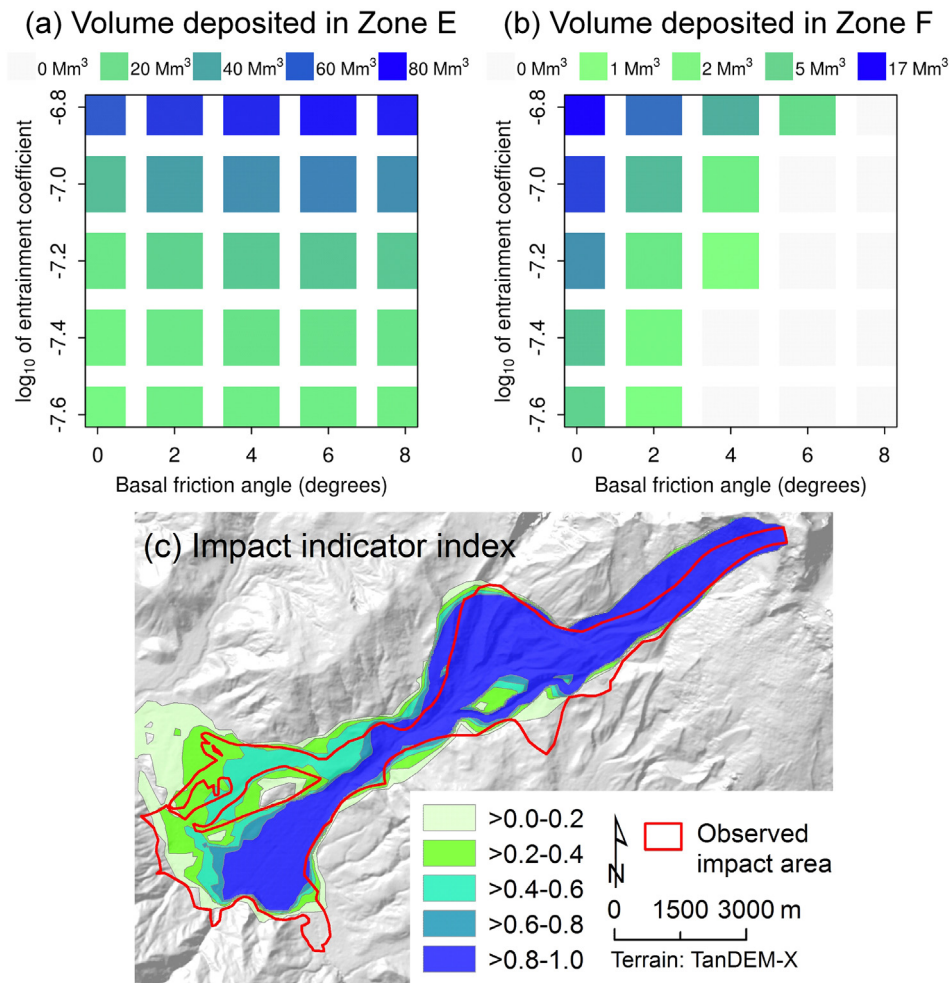 (a) Volume deposited in Zone E
0 Mm³ 20 Mm³ 40 Mm³ 60 Mm³ 80 Mm³
log₁₀ of entrainment coefficient
-6.8
-7.0
-7.2
-7.4
-7.6
0 2 4 6 8
Basal friction angle (degrees)
(b) Volume deposited in Zone F
0 Mm³ 1 Mm³ 2 Mm³ 5 Mm³ 17 Mm³
log₁₀ of entrainment coefficient
-6.8
-7.0
-7.2
-7.4
-7.6
0 2 4 6 8
Basal friction angle (degrees)
(c) Impact indicator index
>0.0-0.2
>0.2-0.4
>0.4-0.6
>0.6-0.8
>0.8-1.0
N
Observed
impact area
0 1500 3000 m
Terrain: TanDEM-X